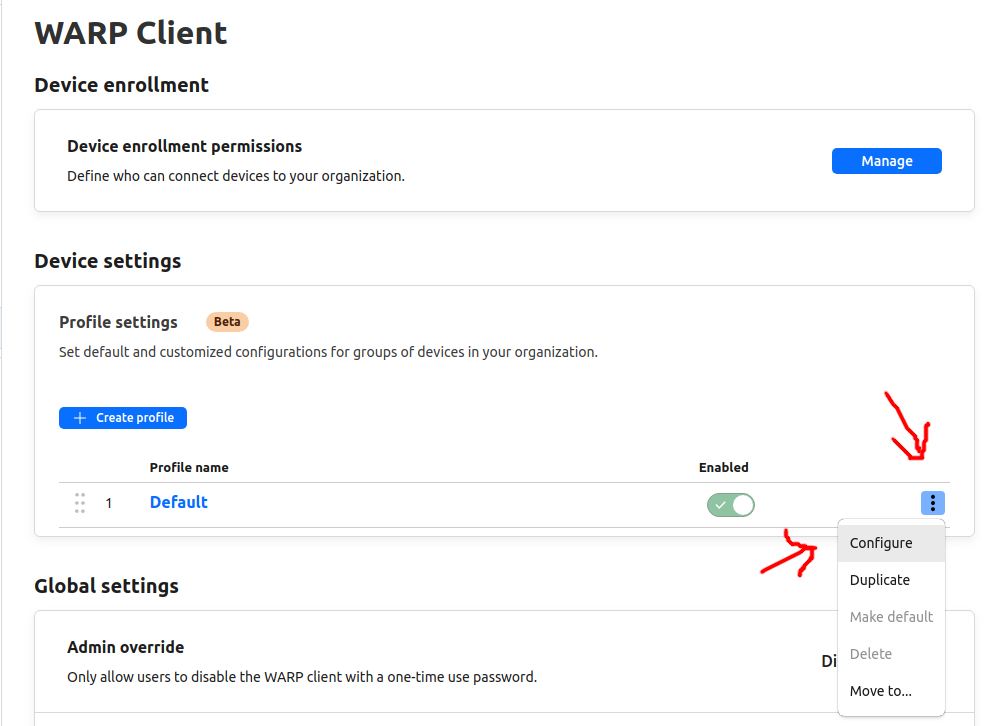 WARP Client
Device enrollment
Device enrollment permissions
Define who can connect devices to your organization.
Manage
Device settings
Profile settings Beta
Set default and customized configurations for groups of devices in your organization.
Create profile
Profile name Enabled
1 Default
Configure
Duplicate
Make default
Delete
Move to...
Global settings
Admin override
Only allow users to disable the WARP client with a one-time use password.
Di